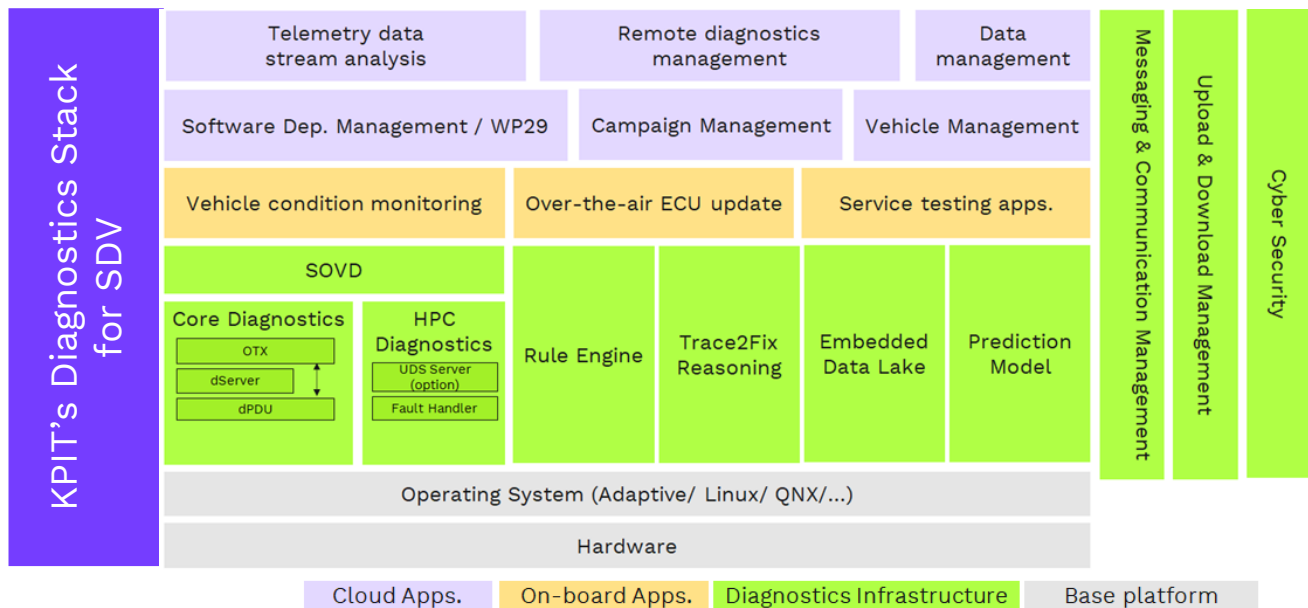 KPIT's Diagnostics Stack
for SDV
Telemetry data
stream analysis
Remote diagnostics
management
Data
management
Software Dep. Management / WP29
Campaign Management
Vehicle Management
Vehicle condition monitoring
Over-the-air ECU update
Service testing apps.
SOVD
Core Diagnostics
OTX
dServer
dPDU
HPC
Diagnostics
UDS Server
(option)
Fault Handler
Rule Engine
Trace2Fix
Reasoning
Embedded
Data Lake
Prediction
Model
Messaging & Communication Management
Upload & Download Management
Cyber Security
Operating System (Adaptive/ Linux/ QNX/...)
Hardware
Cloud Apps.
On-board Apps.
Diagnostics Infrastructure
Base platform